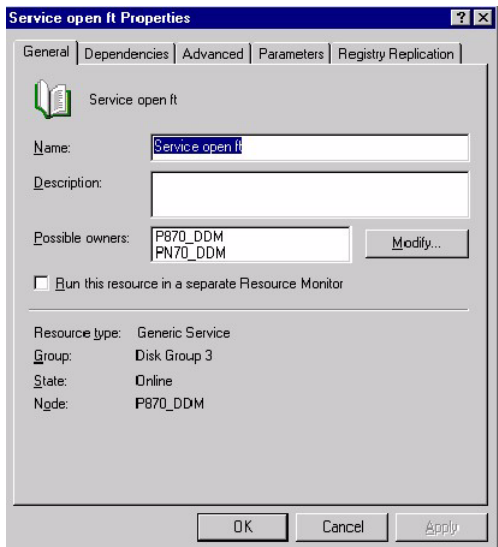 Service open ft Properties
General Dependencies Advanced Parameters Registry Replication
Service open ft
Name: Service open ft
Description:
Possible owners: P870_DDM
PN70_DDM
Modify...
Run this resource in a separate Resource Monitor
Resource type: Generic Service
Group: Disk Group 3
State: Online
Node: P870_DDM
OK Cancel Apply